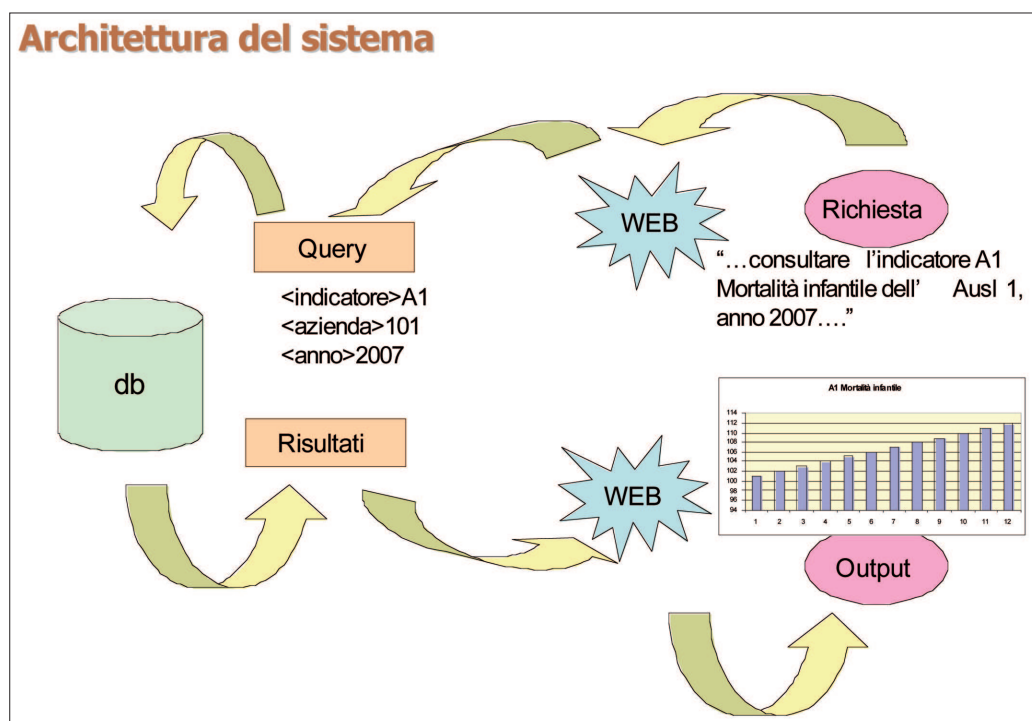 Architettura del sistema
WEB
Richiesta
Query
“…consultare l’indicatore A1
Mortalità infantile dell’ Ausl 1,
anno 2007….”
<indicatore>A1
<azienda>101
<anno>2007
db
Risultati
WEB
A1 Mortalità infantile
114
112
110
108
106
104
102
100
98
96
94
1 2 3 4 5 6 7 8 9 10 11 12
Output